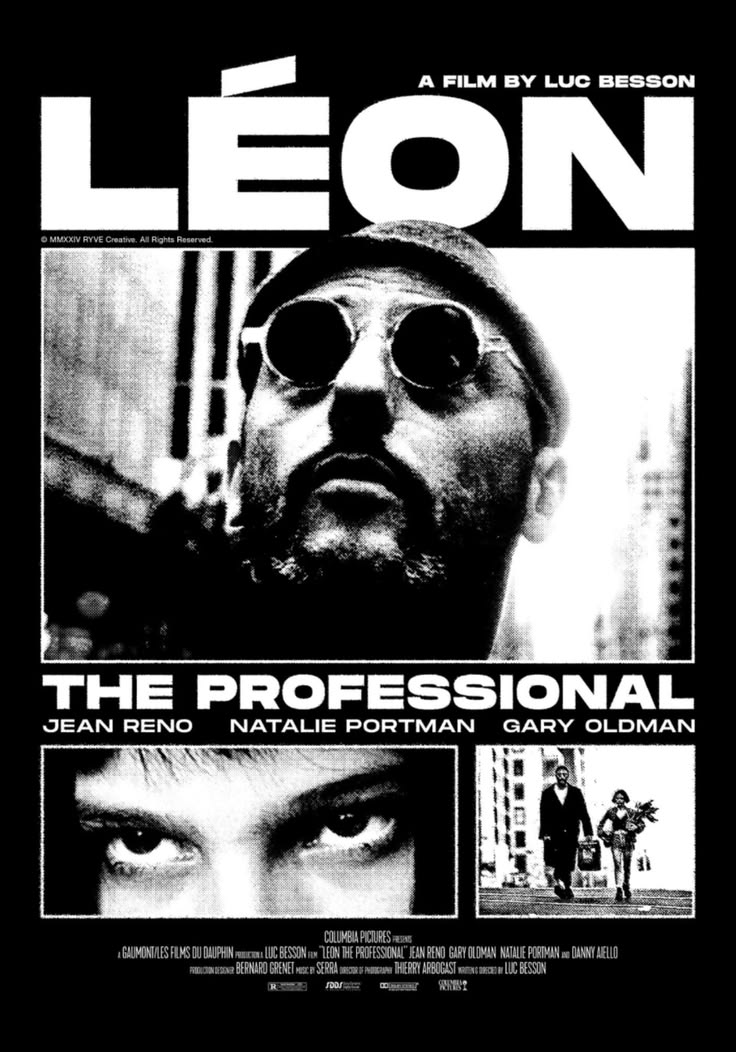 A FILM BY LUC BESSON
LÉON
© MMXXIV RYVE Creative. All Rights Reserved.
THE PROFESSIONAL
JEAN RENO NATALIE PORTMAN GARY OLDMAN
COLUMBIA PICTURES PRESENTS
A GAUMONT/LES FILMS DU DAUPHIN PRODUCTION A LUC BESSON FILM "LEON THE PROFESSIONAL" JEAN RENO GARY OLDMAN NATALIE PORTMAN AND DANNY AIELLO
PRODUCTION DESIGNER BERNARD GRENET MUSIC BY SERRA DIRECTOR OF PHOTOGRAPHY THIERRY ARBOGAST WRITTEN & DIRECTED BY LUC BESSON
R SDDS COLUMBIA PICTURES